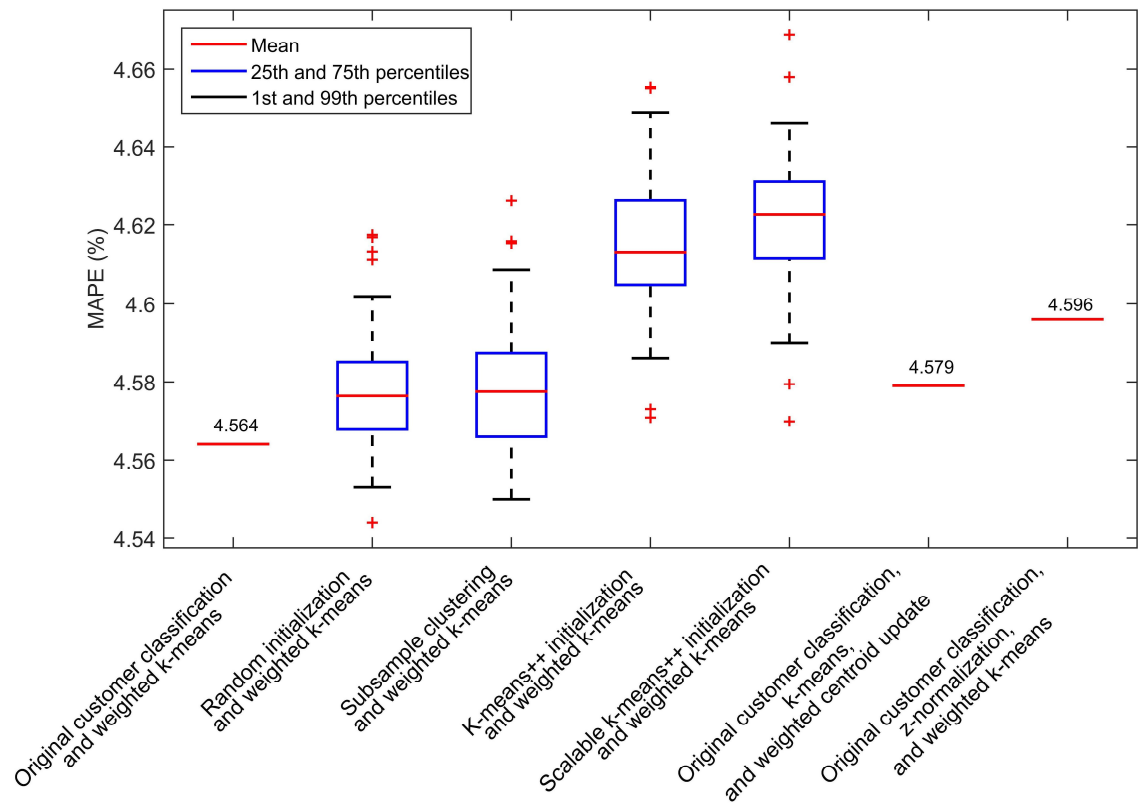 Mean
25th and 75th percentiles
1st and 99th percentiles
MAPE (%)
4.66
4.64
4.62
4.6
4.58
4.56
4.54
4.564
4.579
4.596
Original customer classification
and weighted k-means
Random initialization
and weighted k-means
Subsample clustering
and weighted k-means
K-means++ initialization
and weighted k-means
Scalable k-means++ initialization
and weighted k-means
Original customer classification,
k-means,
and weighted centroid update
Original customer classification,
z-normalization,
and weighted k-means